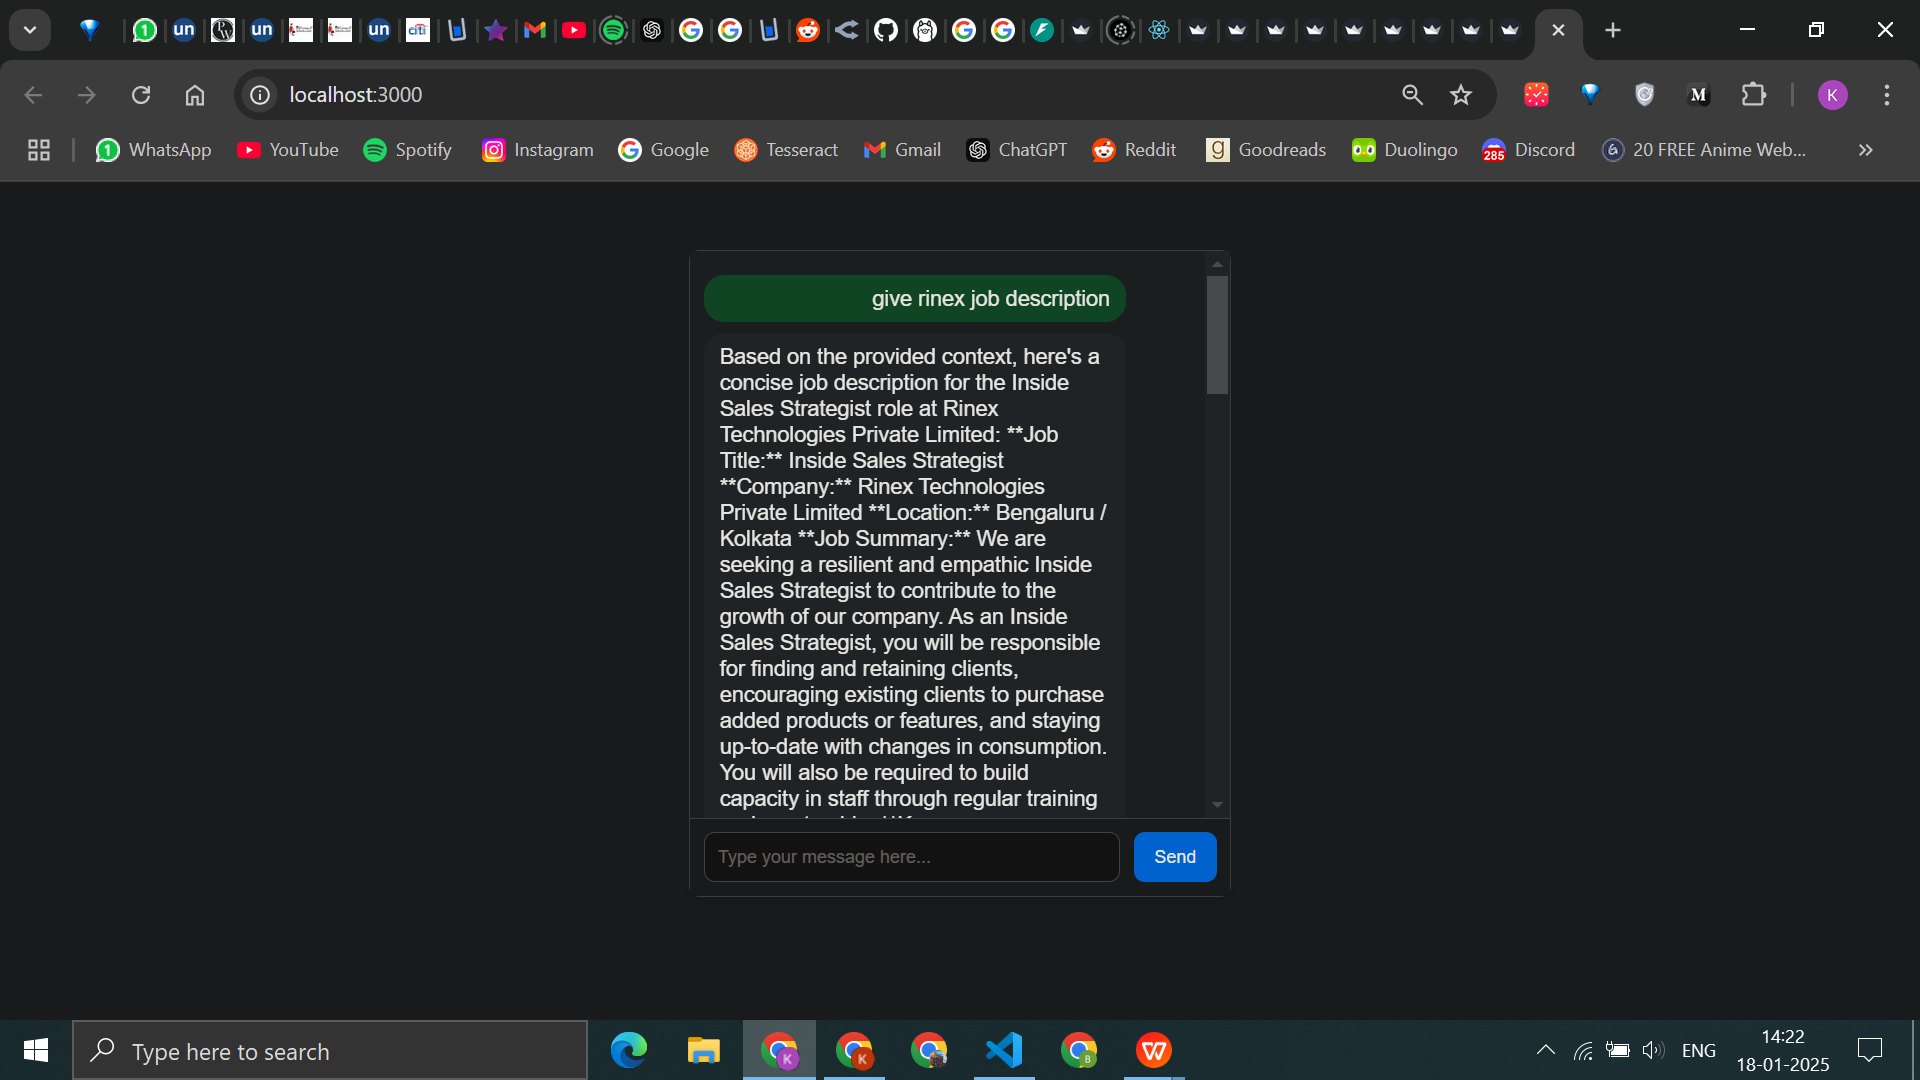 localhost:3000
K
WhatsApp
YouTube
Spotify
Instagram
Google
Tesseract
Gmail
ChatGPT
Reddit
Goodreads
Duolingo
285
Discord
20 FREE Anime Web...
give rinex job description
Based on the provided context, here's a
concise job description for the Inside
Sales Strategist role at Rinex
Technologies Private Limited: **Job
Title:** Inside Sales Strategist
**Company:** Rinex Technologies
Private Limited **Location:** Bengaluru /
Kolkata **Job Summary:** We are
seeking a resilient and empathic Inside
Sales Strategist to contribute to the
growth of our company. As an Inside
Sales Strategist, you will be responsible
for finding and retaining clients,
encouraging existing clients to purchase
added products or features, and staying
up-to-date with changes in consumption.
You will also be required to build
capacity in staff through regular training
Type your message here...
Send
Type here to search
ENG
14:22
18-01-2025